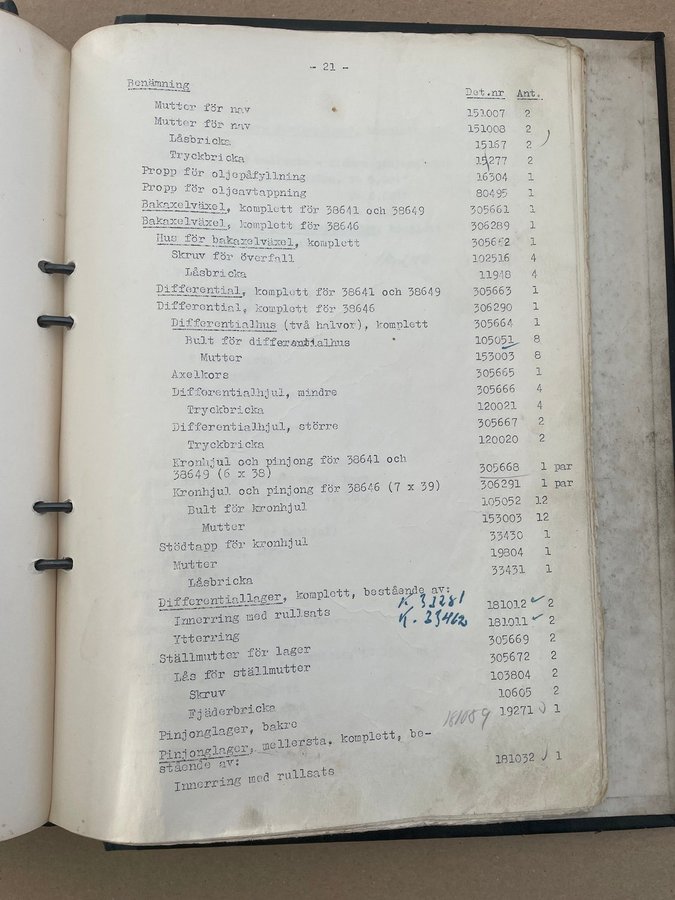 - 21 -
Benämning Det.nr Ant.
Mutter för nav 151007 2
Mutter för nav 151008 2
Låsbricka 15167 2
Tryckbricka 15277 2
Propp för oljepåfyllning 16304 1
Propp för oljeavtappning 80495 1
Bakaxelväxel, komplett för 38641 och 38649 305661 1
Bakaxelväxel, komplett för 38646 306289 1
Hus för bakaxelväxel, komplett 305662 1
Skruv för överfall 102516 4
Låsbricka 11948 4
Differential, komplett för 38641 och 38649 305663 1
Differential, komplett för 38646 306290 1
Differentialhus (två halvor), komplett 305664 1
Bult för differentialhus 105051 8
Mutter 153003 8
Axelkors 305665 1
Differentialhjul, mindre 305666 4
Tryckbricka 120021 4
Differentialhjul, större 305667 2
Tryckbricka 120020 2
Kronhjul och pinjong för 38641 och
38649 (6 x 38) 305668 1 par
Kronhjul och pinjong för 38646 (7 x 39) 306291 1 par
Bult för kronhjul 105052 12
Mutter 153003 12
Stödtapp för kronhjul 33430 1
Mutter 19804 1
Låsbricka 33431 1
Differentiallager, komplett, bestående av:
Innerring med rullsats K 33281 181012 2
Ytterring K. 33462 181011 2
Ställmutter för lager 305669 2
Lås för ställmutter 305672 2
Skruv 103804 2
Fjäderbricka 10605 2
Pinjonglager, bakre 181059 19271 1
Pinjonglager, mellersta, komplett, be-
stående av:
Innerring med rullsats 181032 1